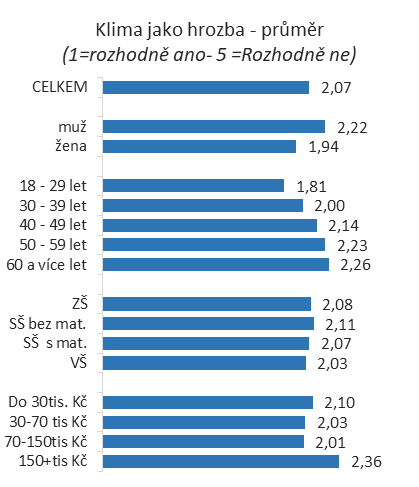 Klima jako hrozba - průměr
(1=rozhodně ano- 5 =Rozhodně ne)
CELKEM 2,07
muž 2,22
žena 1,94
18 - 29 let 1,81
30 - 39 let 2,00
40 - 49 let 2,14
50 - 59 let 2,23
60 a více let 2,26
ZŠ 2,08
SŠ bez mat. 2,11
SŠ s mat. 2,07
VŠ 2,03
Do 30tis. Kč 2,10
30-70 tis Kč 2,03
70-150tis Kč 2,01
150+tis Kč 2,36